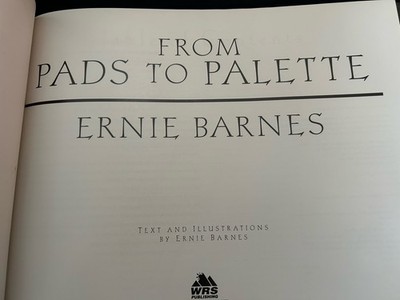 FROM
PADS TO PALETTE
ERNIE BARNES
TEXT AND ILLUSTRATIONS
BY ERNIE BARNES
WRS
PUBLISHING